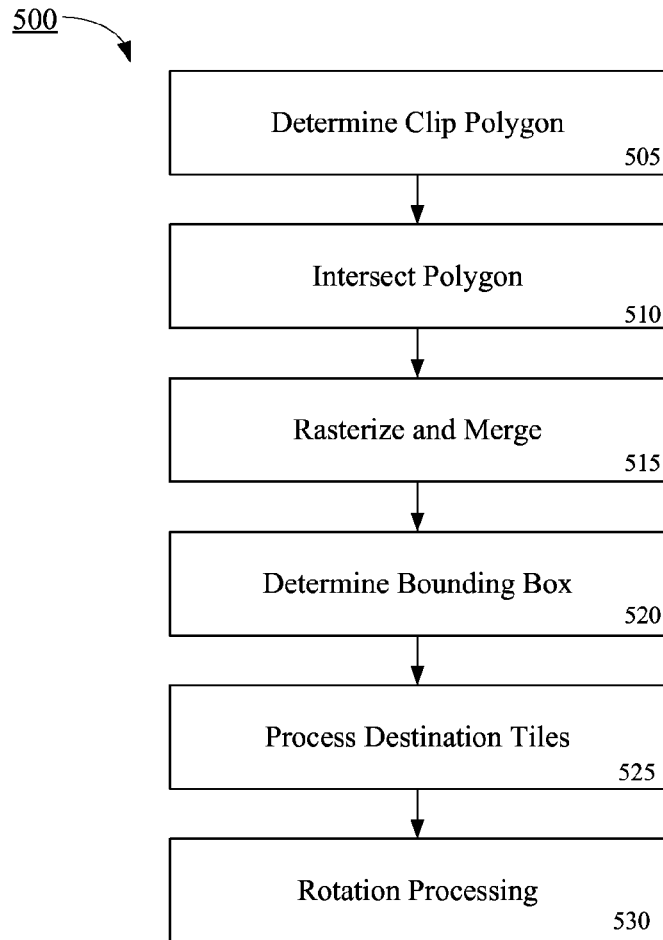 500
Determine Clip Polygon
505
Intersect Polygon
510
Rasterize and Merge
515
Determine Bounding Box
520
Process Destination Tiles
525
Rotation Processing
530